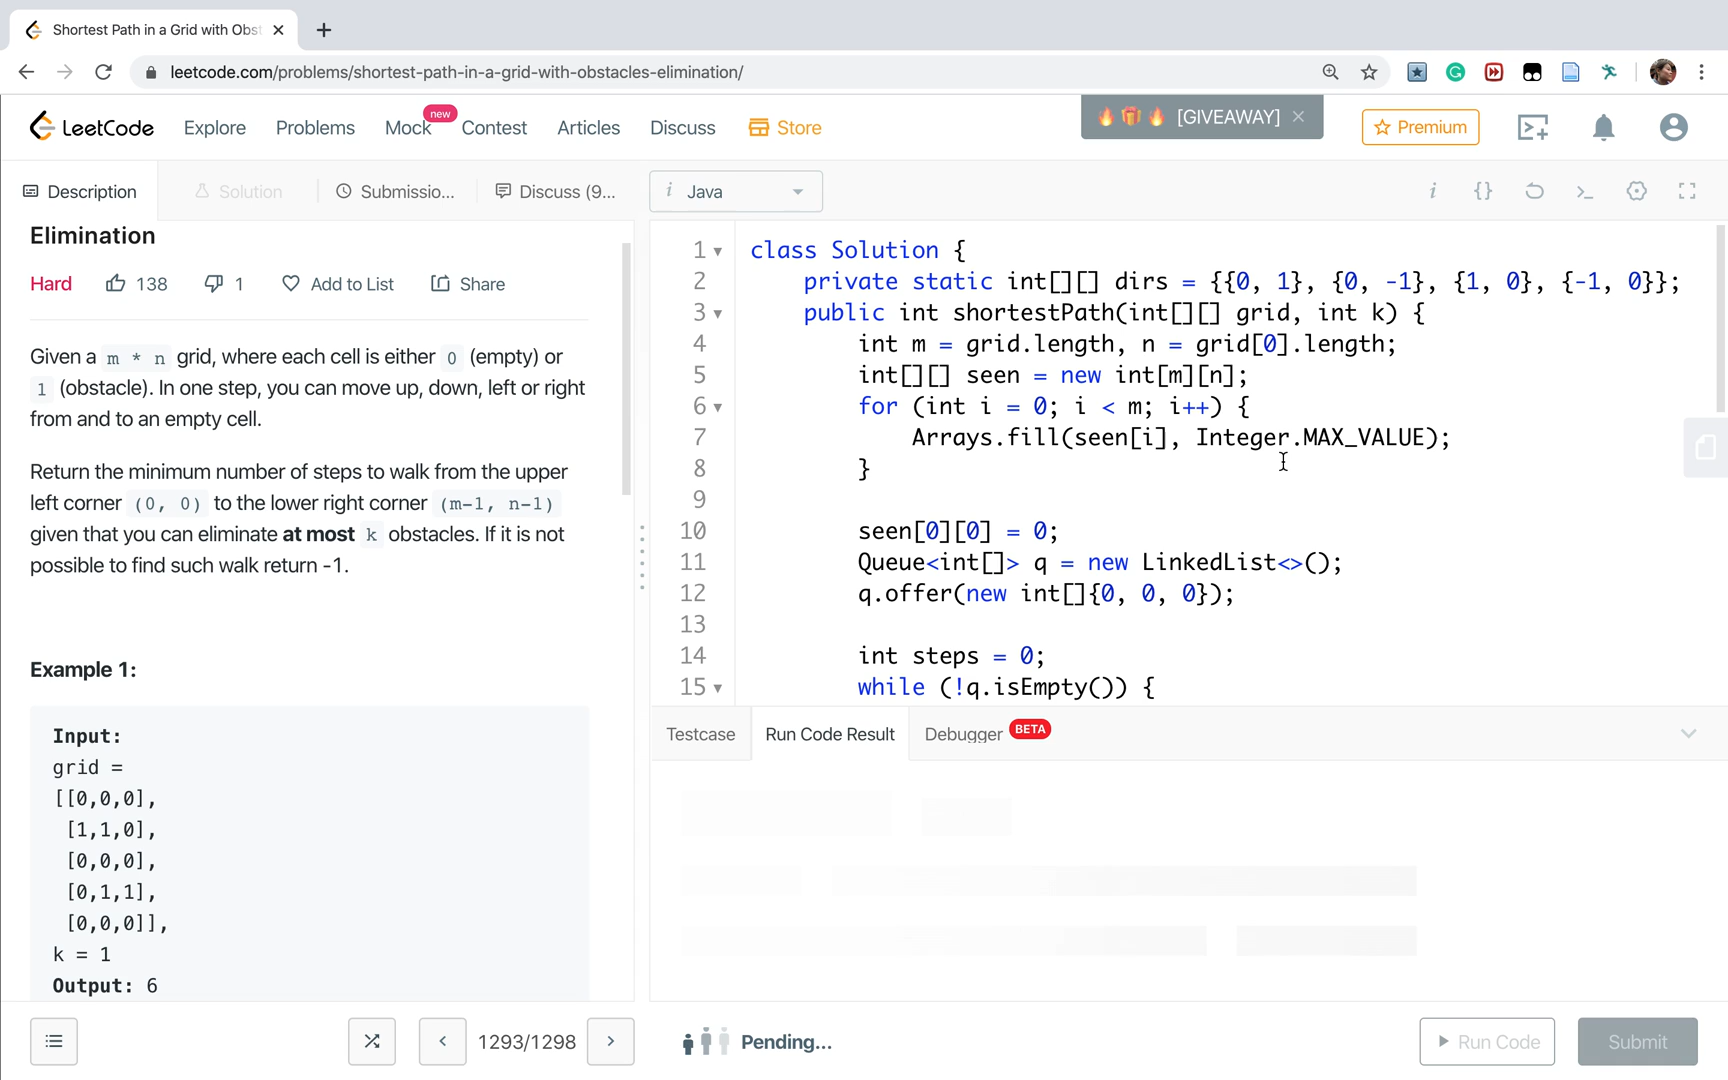 Shortest Path in a Grid with Obst
leetcode.com/problems/shortest-path-in-a-grid-with-obstacles-elimination/
LeetCode
Explore
Problems
Mock
new
Contest
Articles
Discuss
Store
[GIVEAWAY]
Premium
Description
Solution
Submissio...
Discuss (9...
i Java
Elimination
Hard
138
1
Add to List
Share
Given a m * n grid, where each cell is either 0 (empty) or
1 (obstacle). In one step, you can move up, down, left or right
from and to an empty cell.
Return the minimum number of steps to walk from the upper
left corner (0, 0) to the lower right corner (m-1, n-1)
given that you can eliminate at most k obstacles. If it is not
possible to find such walk return -1.
Example 1:
Input:
grid =
[[0,0,0],
[1,1,0],
[0,0,0],
[0,1,1],
[0,0,0]],
k = 1
Output: 6
1293/1298
i
{}
1 class Solution {
2 private static int[][] dirs = {{0, 1}, {0, -1}, {1, 0}, {-1, 0}};
3 public int shortestPath(int[][] grid, int k) {
4 int m = grid.length, n = grid[0].length;
5 int[][] seen = new int[m][n];
6 for (int i = 0; i < m; i++) {
7 Arrays.fill(seen[i], Integer.MAX_VALUE);
8 }
9
10 seen[0][0] = 0;
11 Queue<int[]> q = new LinkedList<>();
12 q.offer(new int[]{0, 0, 0});
13
14 int steps = 0;
15 while (!q.isEmpty()) {
Testcase
Run Code Result
Debugger
BETA
Pending...
Run Code
Submit